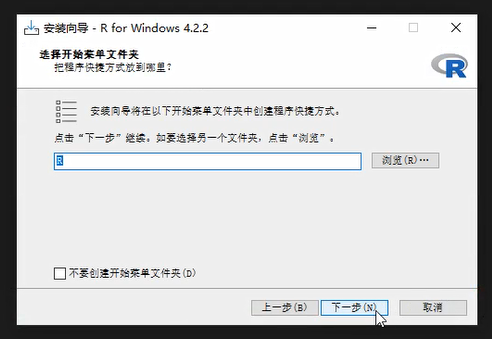 安装向导 - R for Windows 4.2.2
选择开始菜单文件夹
把程序快捷方式放到哪里?
R
安装向导将在以下开始菜单文件夹中创建程序快捷方式。
点击“下一步”继续。如要选择另一个文件夹，点击“浏览”。
R
浏览(R)…
不要创建开始菜单文件夹(D)
上一步(B) 下一步(N) 取消